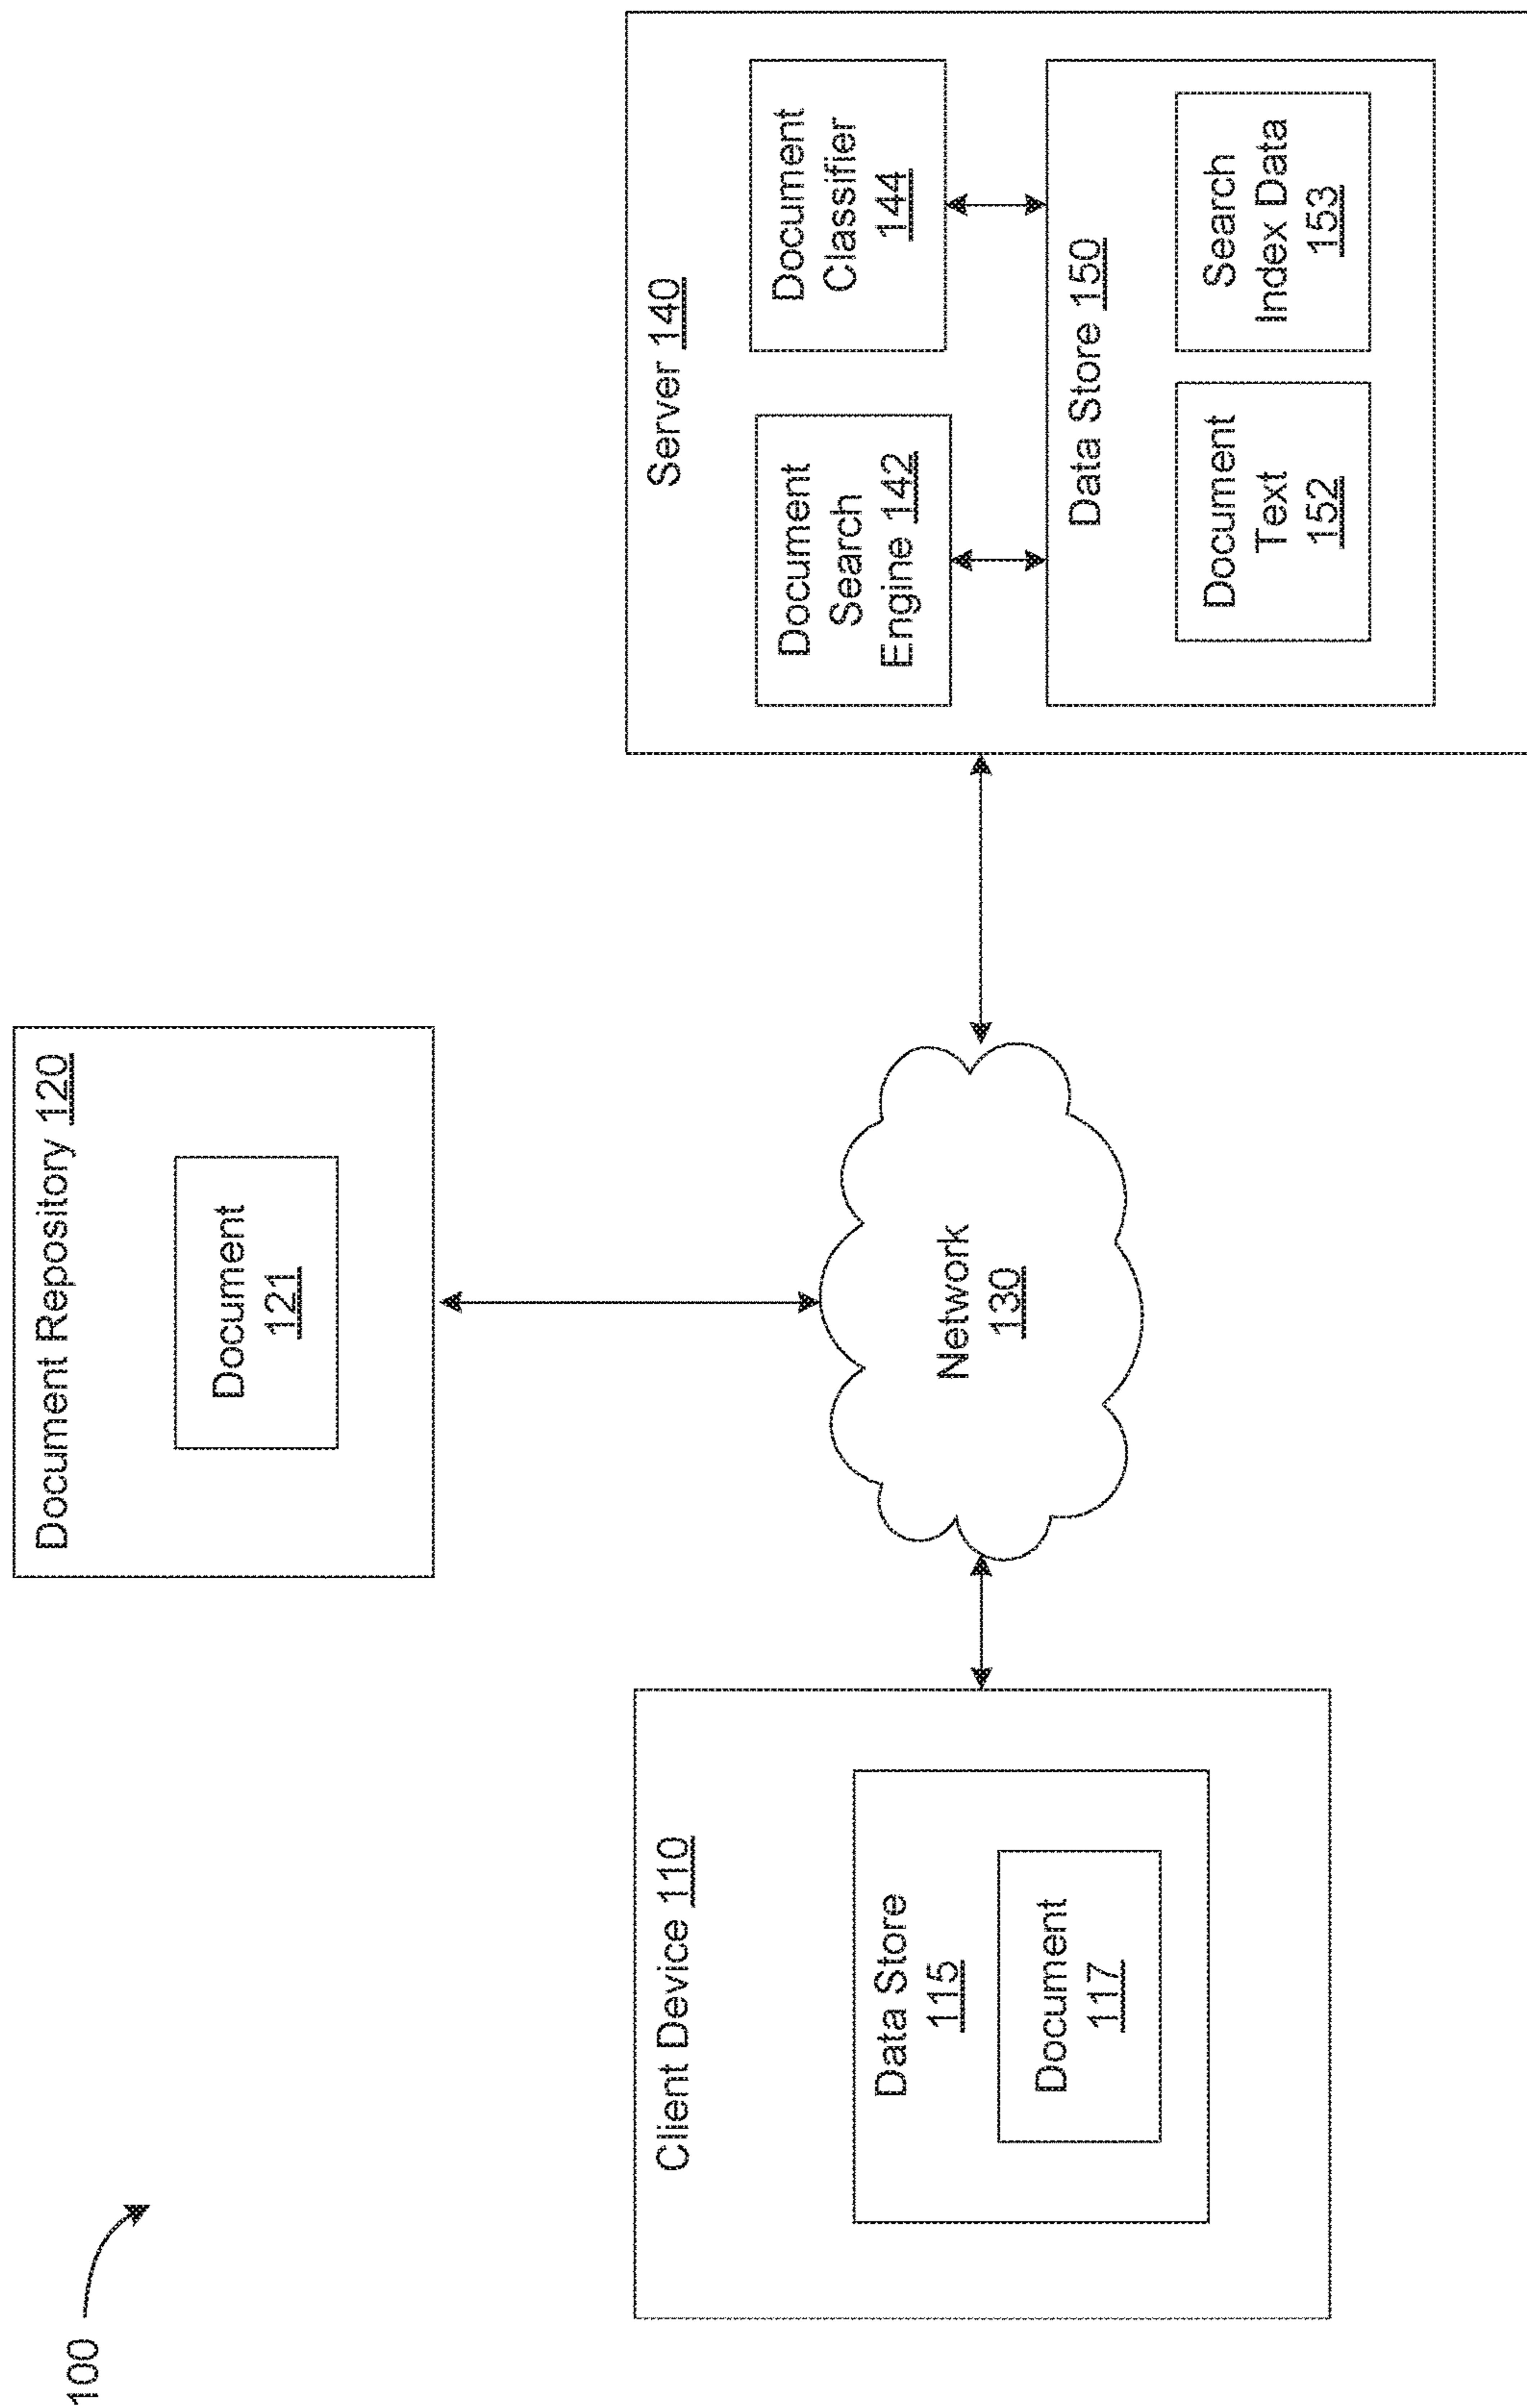 100
Document Repository 120
Document
121
Client Device 110
Data Store
115
Document
117
Network
130
Server 140
Document
Search
Engine 142
Document
Classifier
144
Data Store 150
Document
Text
152
Search
Index Data
153